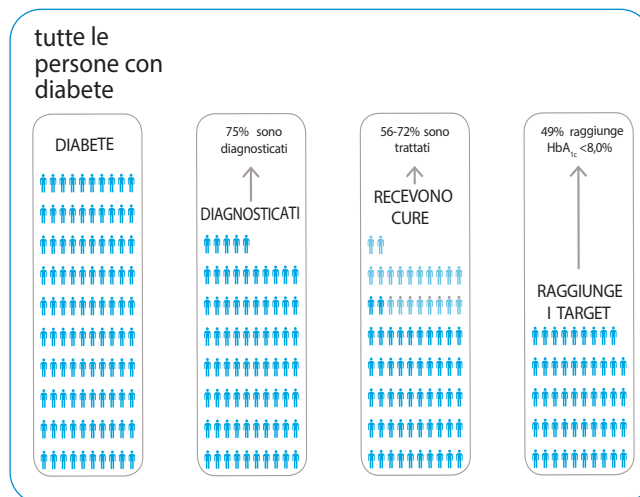 tutte le
persone con
diabete
DIABETE
75% sono
diagnosticati
DIAGNOSTICATI
56-72% sono
trattati
RECEVONO
CURE
49% raggiunge
HbA1c <8,0%
RAGGIUNGE
I TARGET